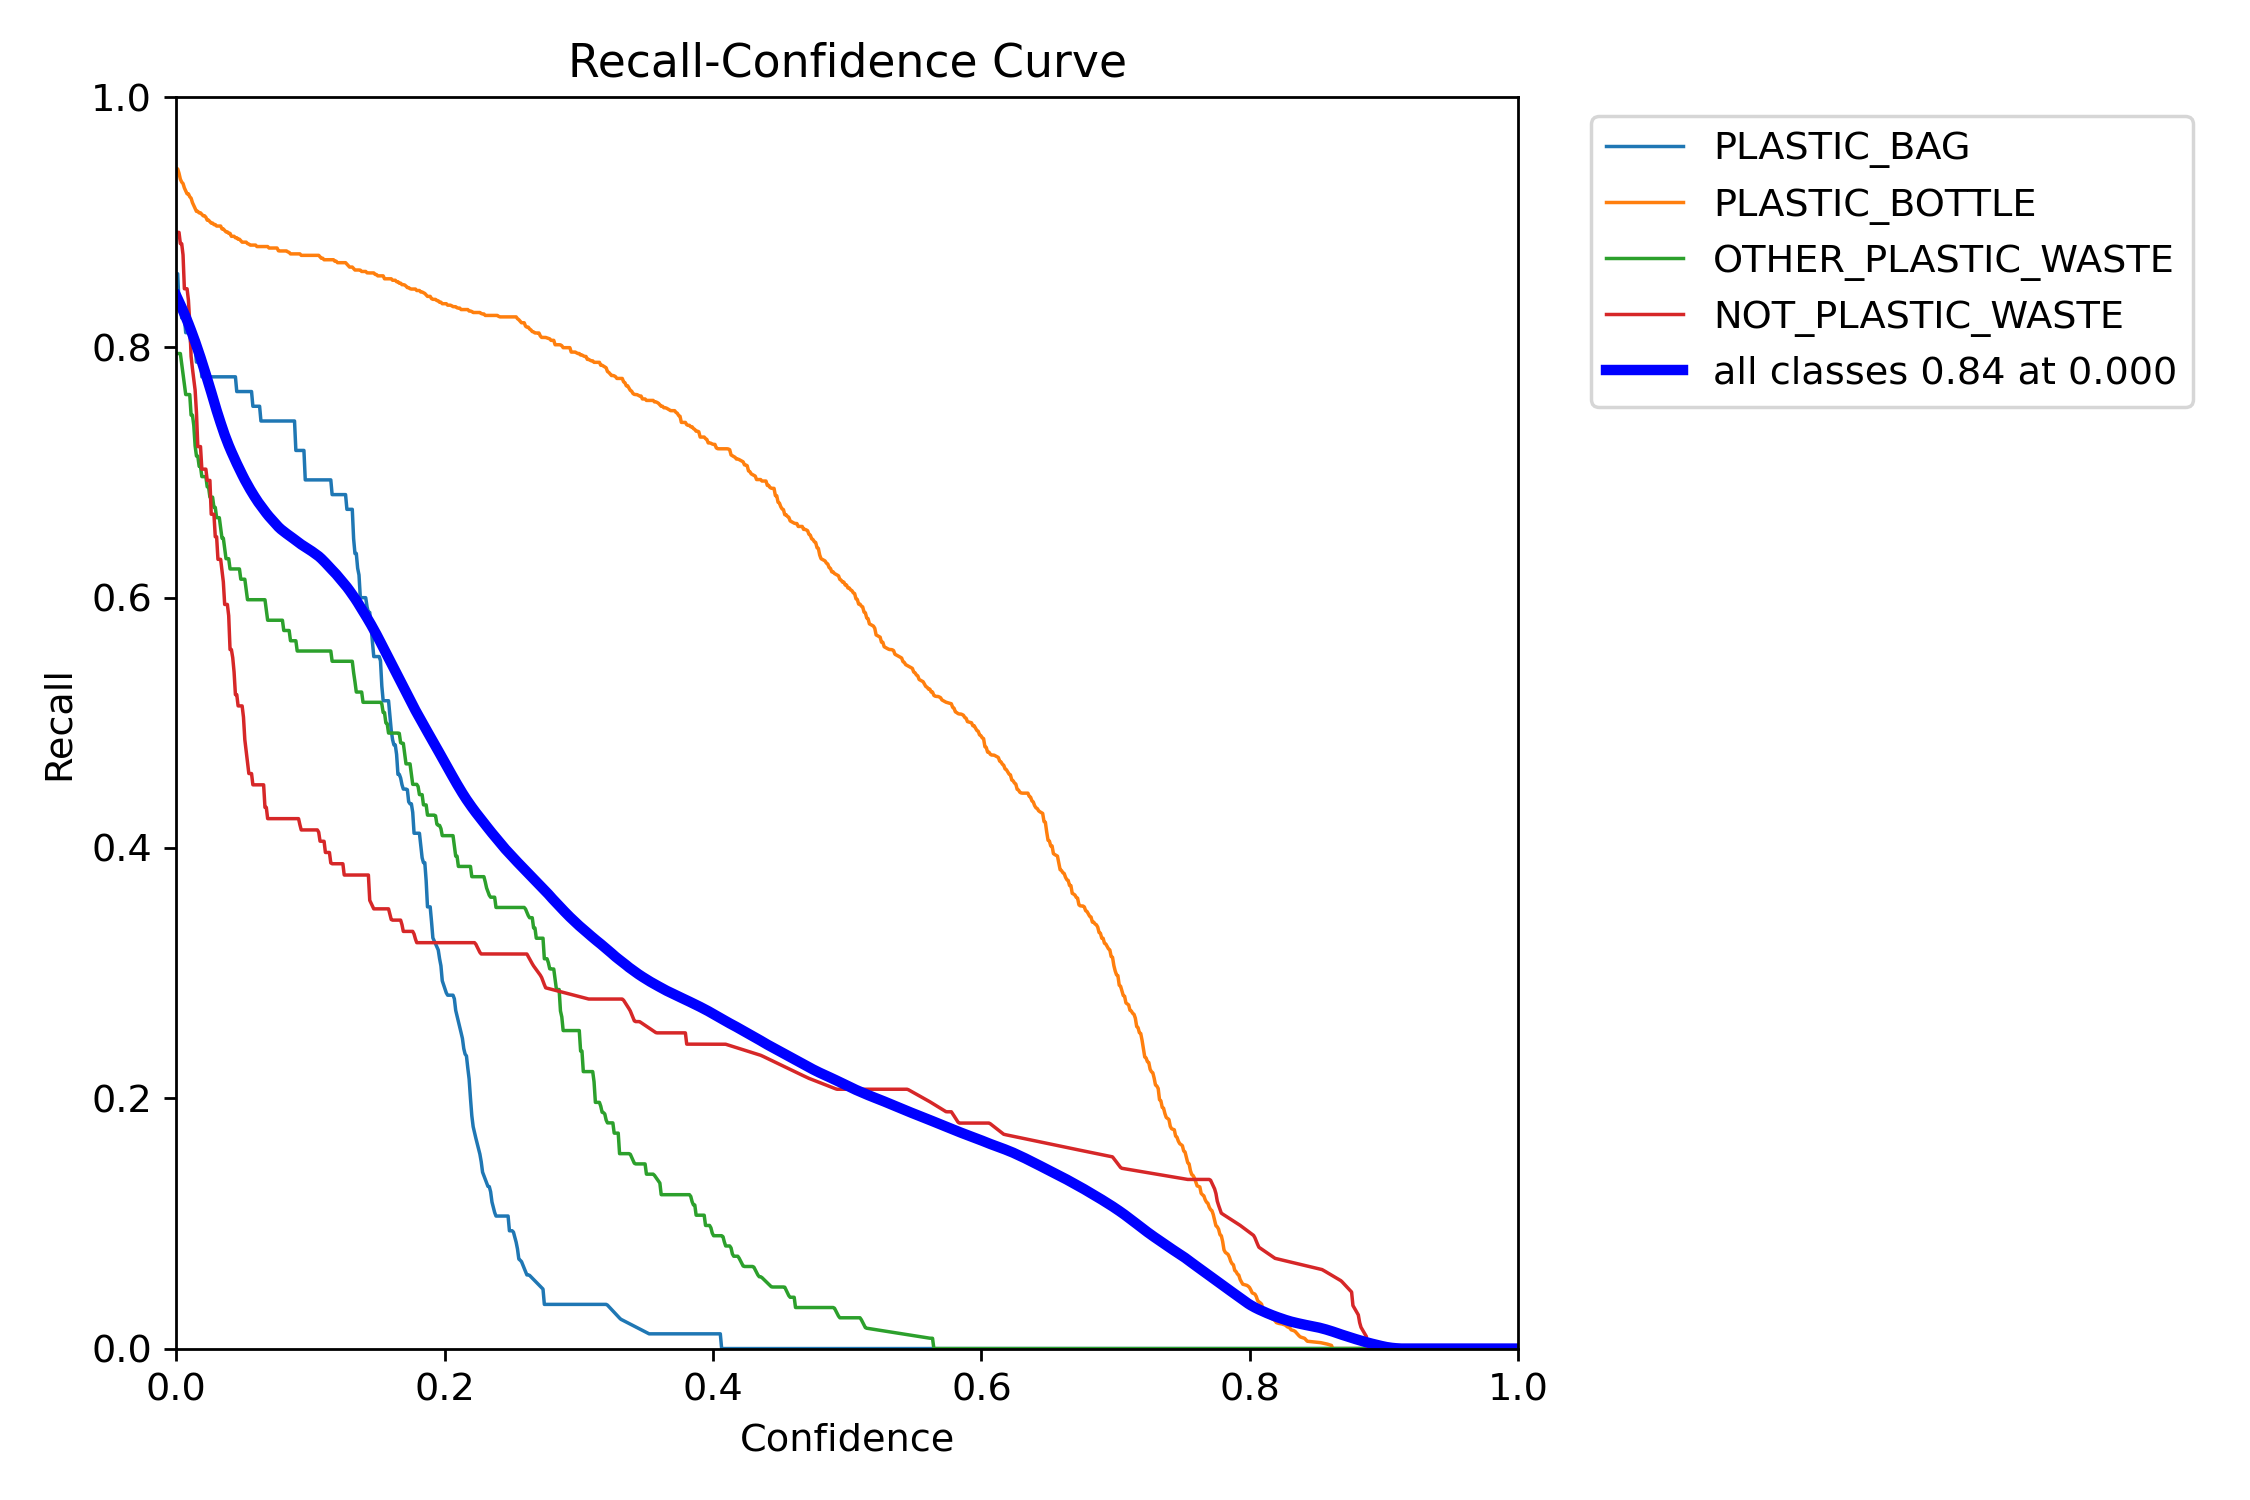 Recall-Confidence Curve
1.0
0.8
0.6
0.4
0.2
0.0
Recall
0.0 0.2 0.4 0.6 0.8 1.0
Confidence
PLASTIC_BAG
PLASTIC_BOTTLE
OTHER_PLASTIC_WASTE
NOT_PLASTIC_WASTE
all classes 0.84 at 0.000